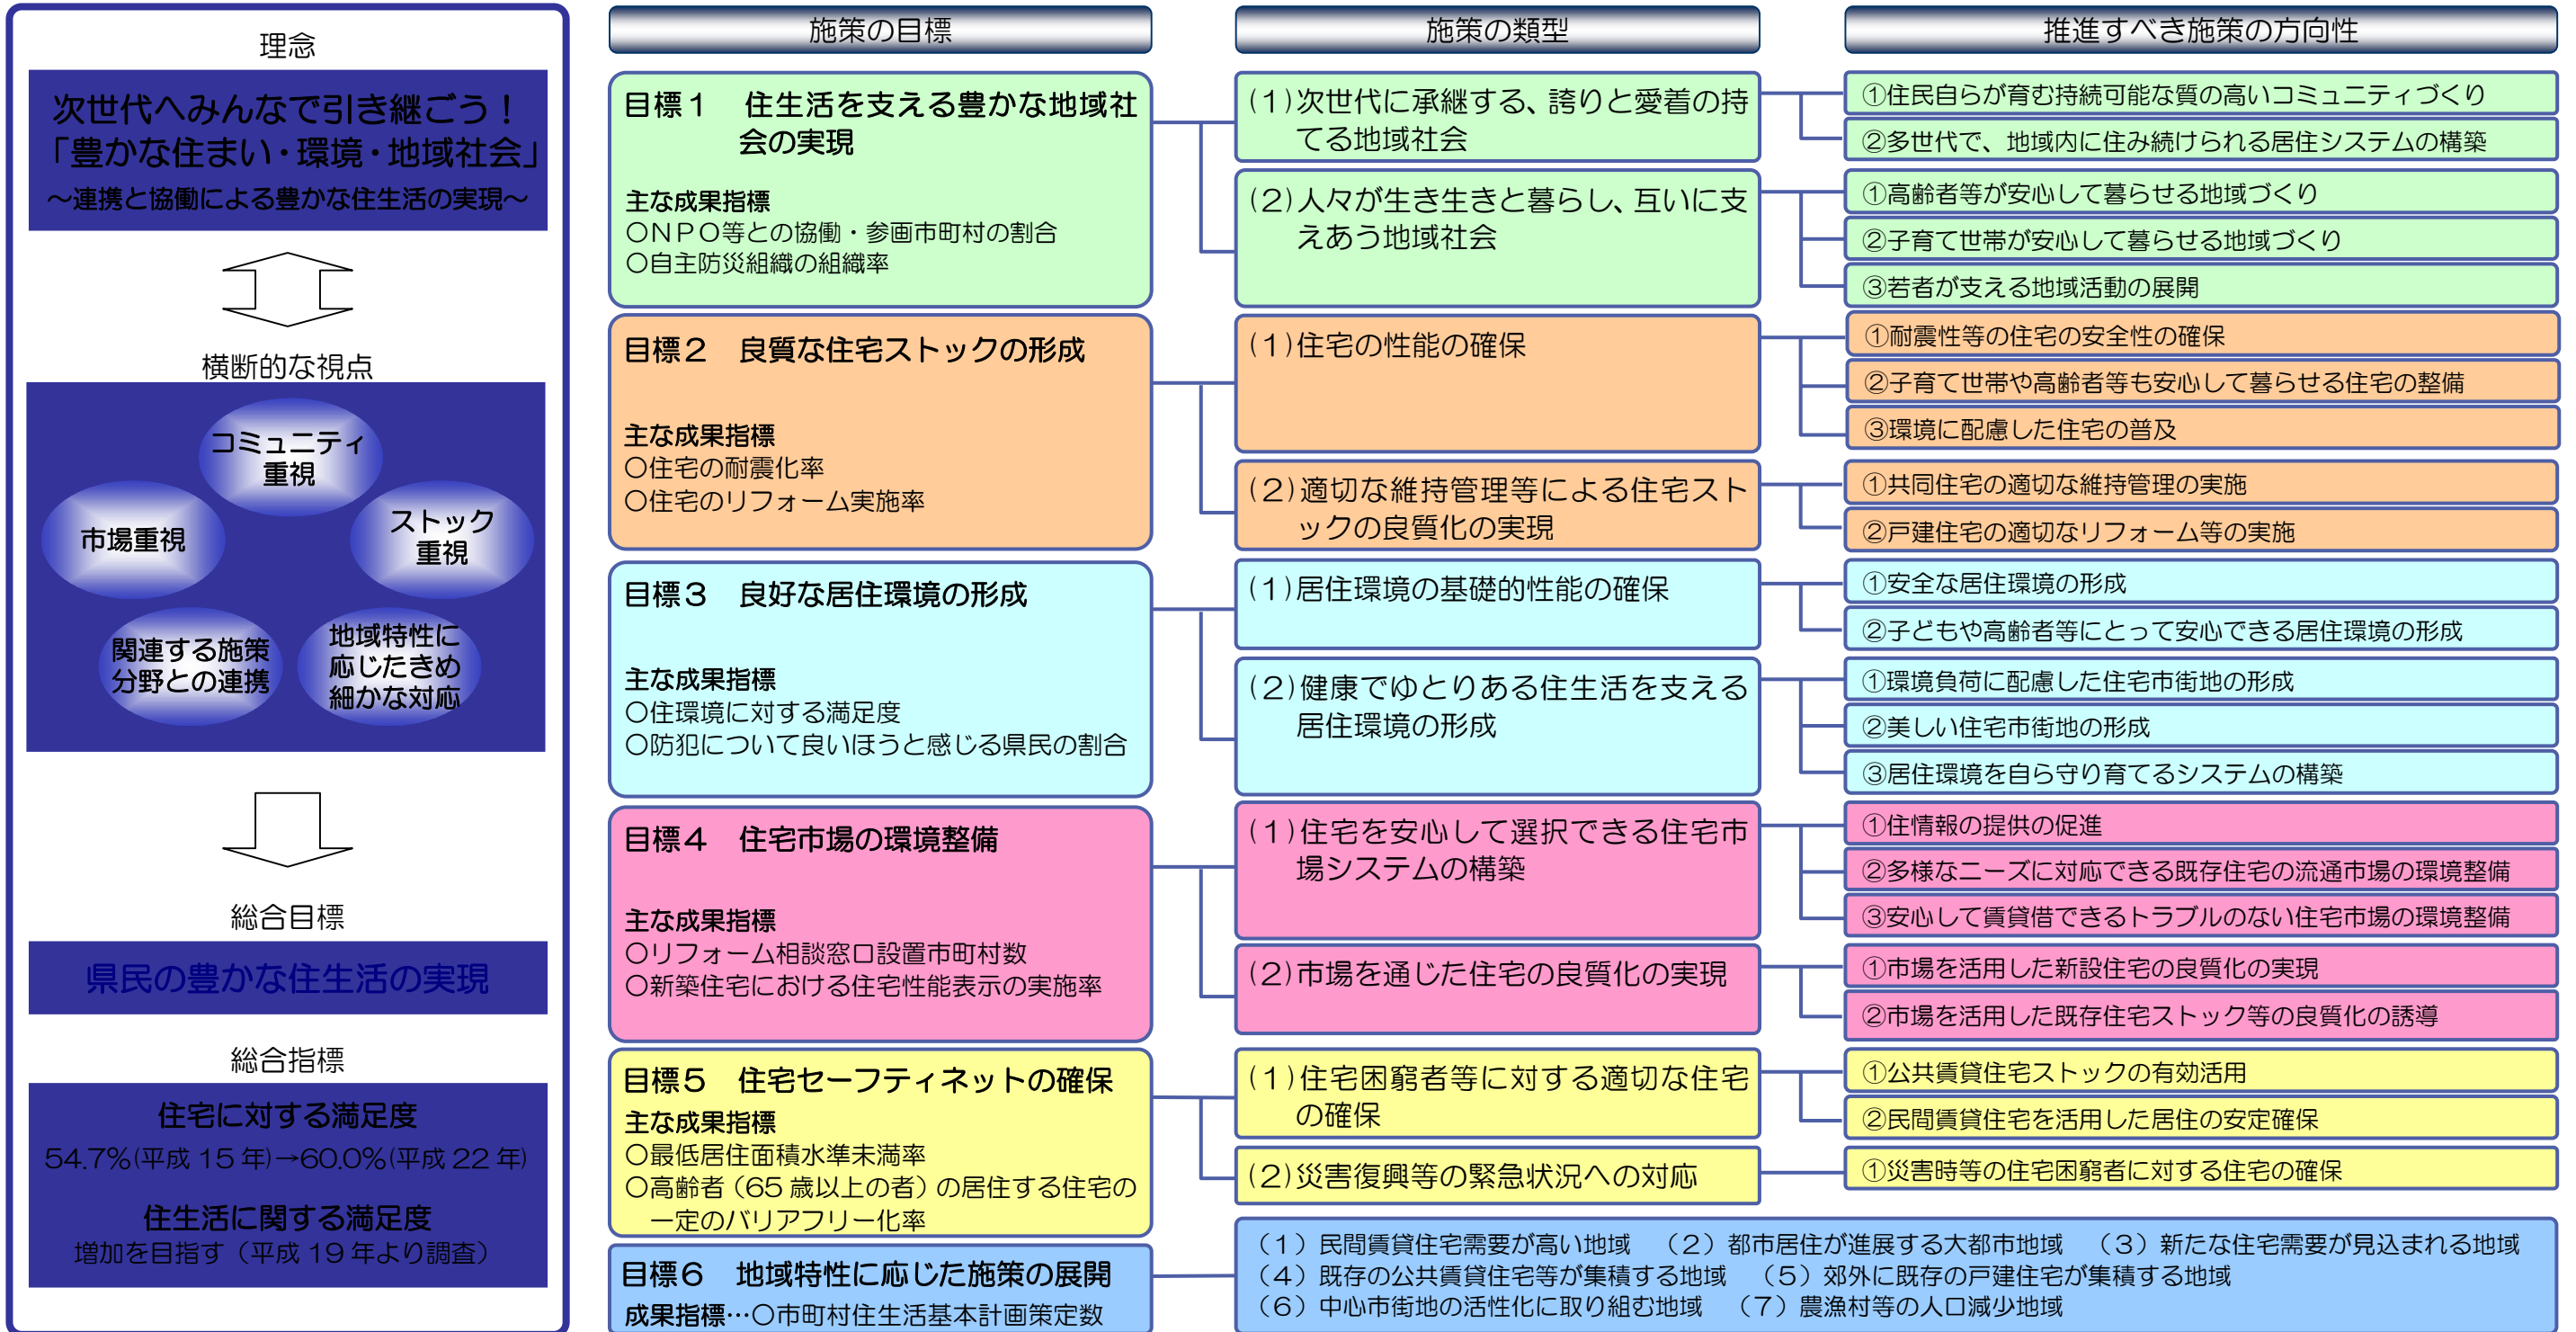 理念
次世代へみんなで引き継ごう！
「豊かな住まい・環境・地域社会」
～連携と協働による豊かな住生活の実現～
横断的な視点
コミュニティ
重視
市場重視
ストック
重視
関連する施策
分野との連携
地域特性に
応じたきめ
細かな対応
総合目標
県民の豊かな住生活の実現
総合指標
住宅に対する満足度
54.7%(平成 15 年)→60.0%(平成 22 年)
住生活に関する満足度
増加を目指す（平成 19 年より調査）
施策の目標
施策の類型
推進すべき施策の方向性
目標１　住生活を支える豊かな地域社
会の実現
主な成果指標
○ＮＰＯ等との協働・参画市町村の割合
○自主防災組織の組織率
(１)次世代に承継する、誇りと愛着の持
てる地域社会
①住民自らが育む持続可能な質の高いコミュニティづくり
②多世代で、地域内に住み続けられる居住システムの構築
(２)人々が生き生きと暮らし、互いに支
えあう地域社会
①高齢者等が安心して暮らせる地域づくり
②子育て世帯が安心して暮らせる地域づくり
③若者が支える地域活動の展開
目標２　良質な住宅ストックの形成
主な成果指標
○住宅の耐震化率
○住宅のリフォーム実施率
(１)住宅の性能の確保
①耐震性等の住宅の安全性の確保
②子育て世帯や高齢者等も安心して暮らせる住宅の整備
③環境に配慮した住宅の普及
(２)適切な維持管理等による住宅スト
ックの良質化の実現
①共同住宅の適切な維持管理の実施
②戸建住宅の適切なリフォーム等の実施
目標３　良好な居住環境の形成
主な成果指標
○住環境に対する満足度
○防犯について良いほうと感じる県民の割合
(１)居住環境の基礎的性能の確保
①安全な居住環境の形成
②子どもや高齢者等にとって安心できる居住環境の形成
(２)健康でゆとりある住生活を支える
居住環境の形成
①環境負荷に配慮した住宅市街地の形成
②美しい住宅市街地の形成
③居住環境を自ら守り育てるシステムの構築
目標４　住宅市場の環境整備
主な成果指標
○リフォーム相談窓口設置市町村数
○新築住宅における住宅性能表示の実施率
(１)住宅を安心して選択できる住宅市
場システムの構築
①住情報の提供の促進
②多様なニーズに対応できる既存住宅の流通市場の環境整備
③安心して賃貸借できるトラブルのない住宅市場の環境整備
(２)市場を通じた住宅の良質化の実現
①市場を活用した新設住宅の良質化の実現
②市場を活用した既存住宅ストック等の良質化の誘導
目標５　住宅セーフティネットの確保
主な成果指標
○最低居住面積水準未満率
○高齢者（65 歳以上の者）の居住する住宅の
一定のバリアフリー化率
(１)住宅困窮者等に対する適切な住宅
の確保
①公共賃貸住宅ストックの有効活用
②民間賃貸住宅を活用した居住の安定確保
(２)災害復興等の緊急状況への対応
①災害時等の住宅困窮者に対する住宅の確保
目標６　地域特性に応じた施策の展開
成果指標…○市町村住生活基本計画策定数
（１）民間賃貸住宅需要が高い地域　（２）都市居住が進展する大都市地域　（３）新たな住宅需要が見込まれる地域
（４）既存の公共賃貸住宅等が集積する地域　（５）郊外に既存の戸建住宅が集積する地域
（６）中心市街地の活性化に取り組む地域　（７）農漁村等の人口減少地域